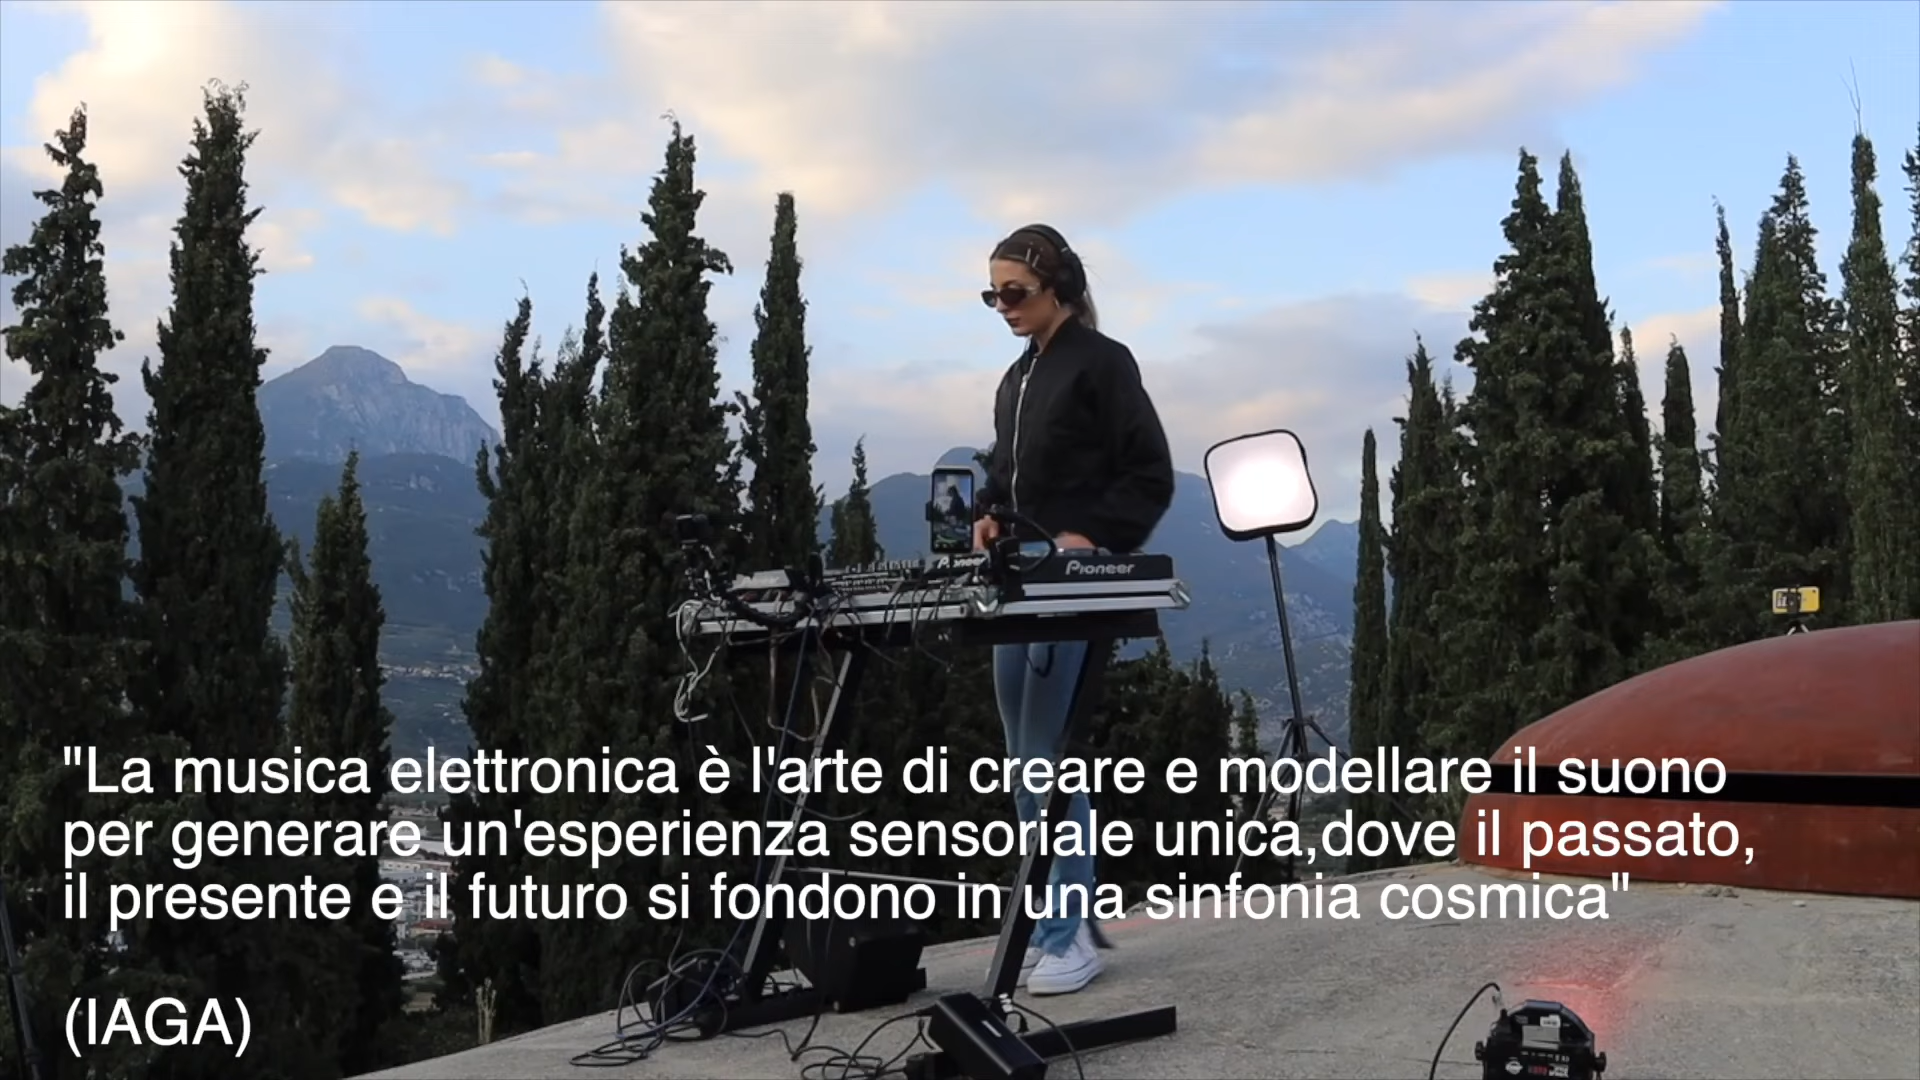 Pioneer
Pioneer
"La musica elettronica è l'arte di creare e modellare il suono
per generare un'esperienza sensoriale unica,dove il passato,
il presente e il futuro si fondono in una sinfonia cosmica"
(IAGA)